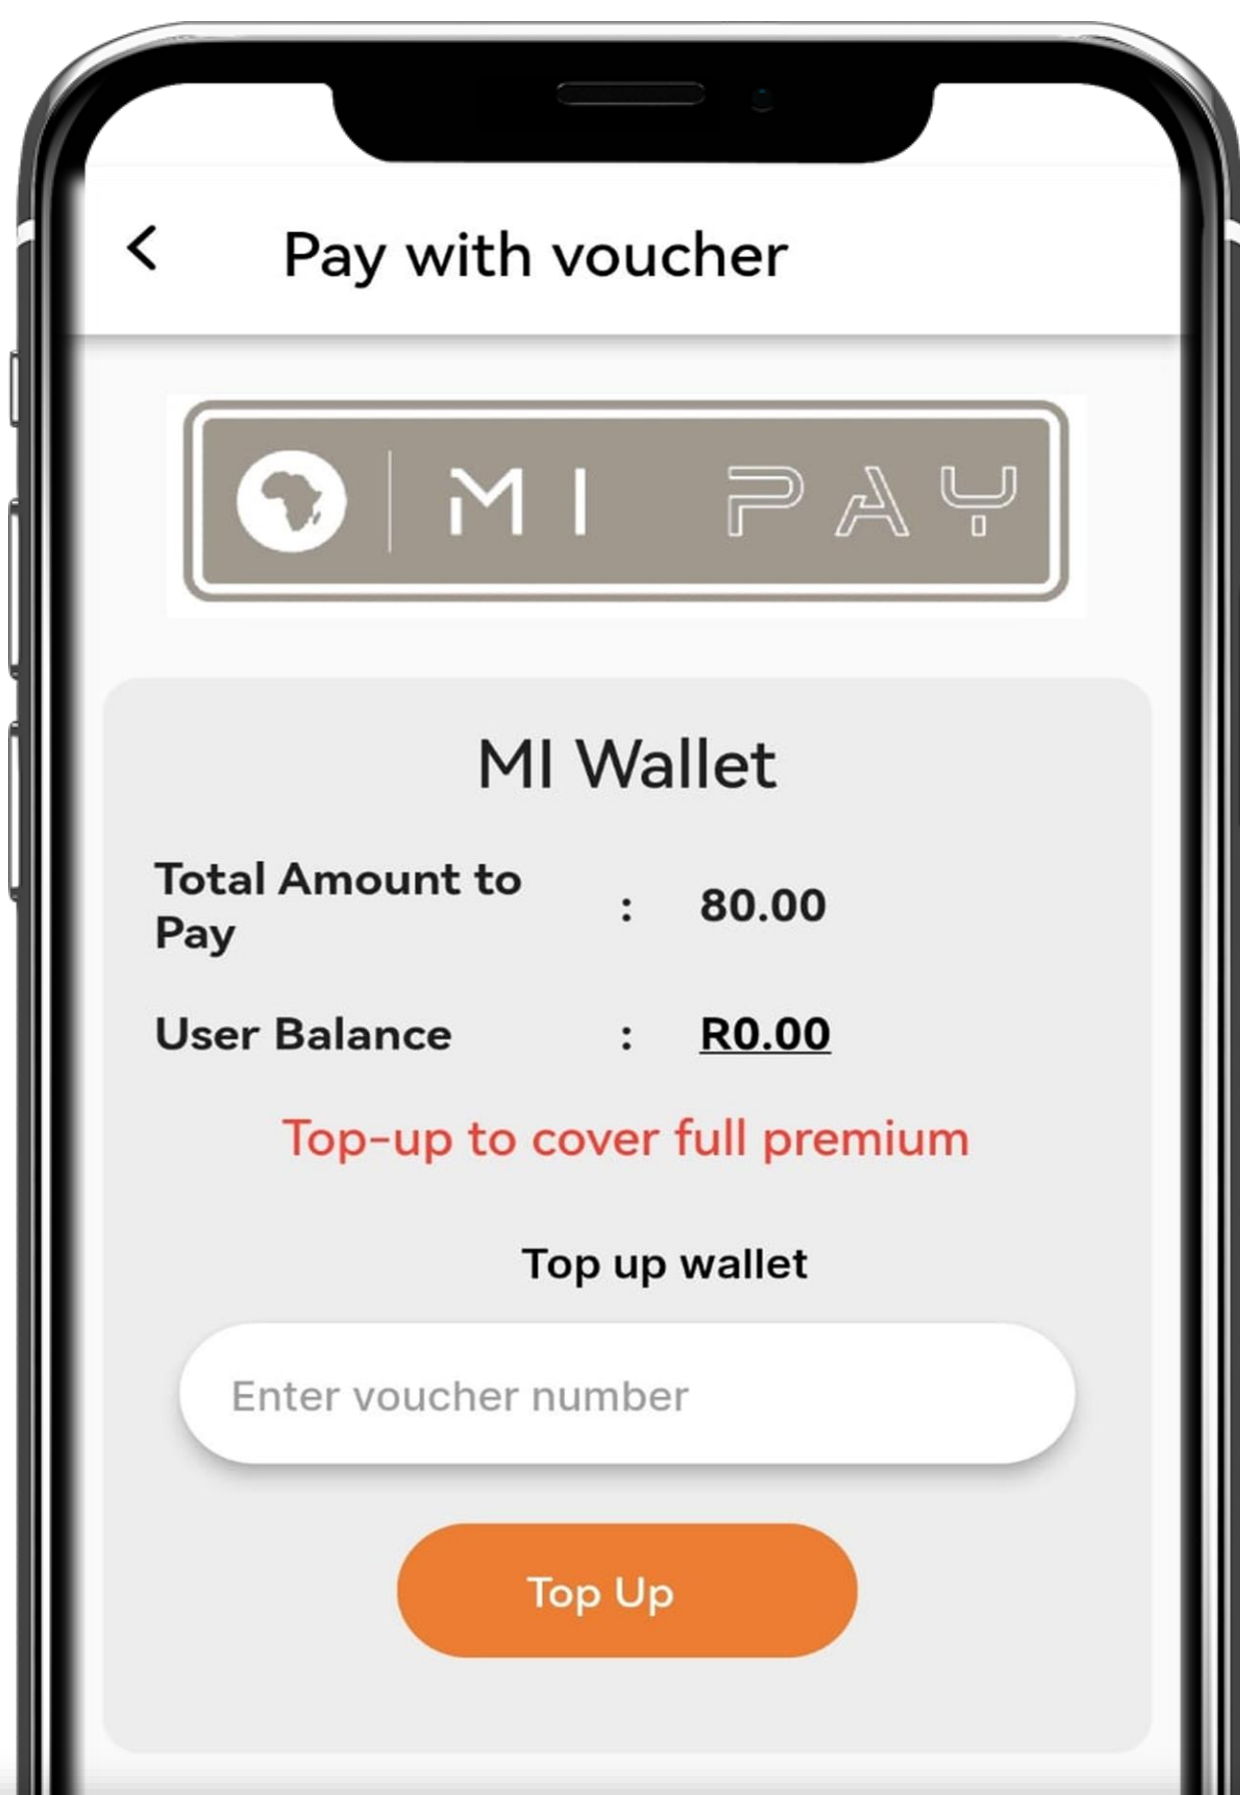 Pay with voucher
MI PAY
MI Wallet
Total Amount to
Pay : 80.00
User Balance : R0.00
Top-up to cover full premium
Top up wallet
Enter voucher number
Top Up